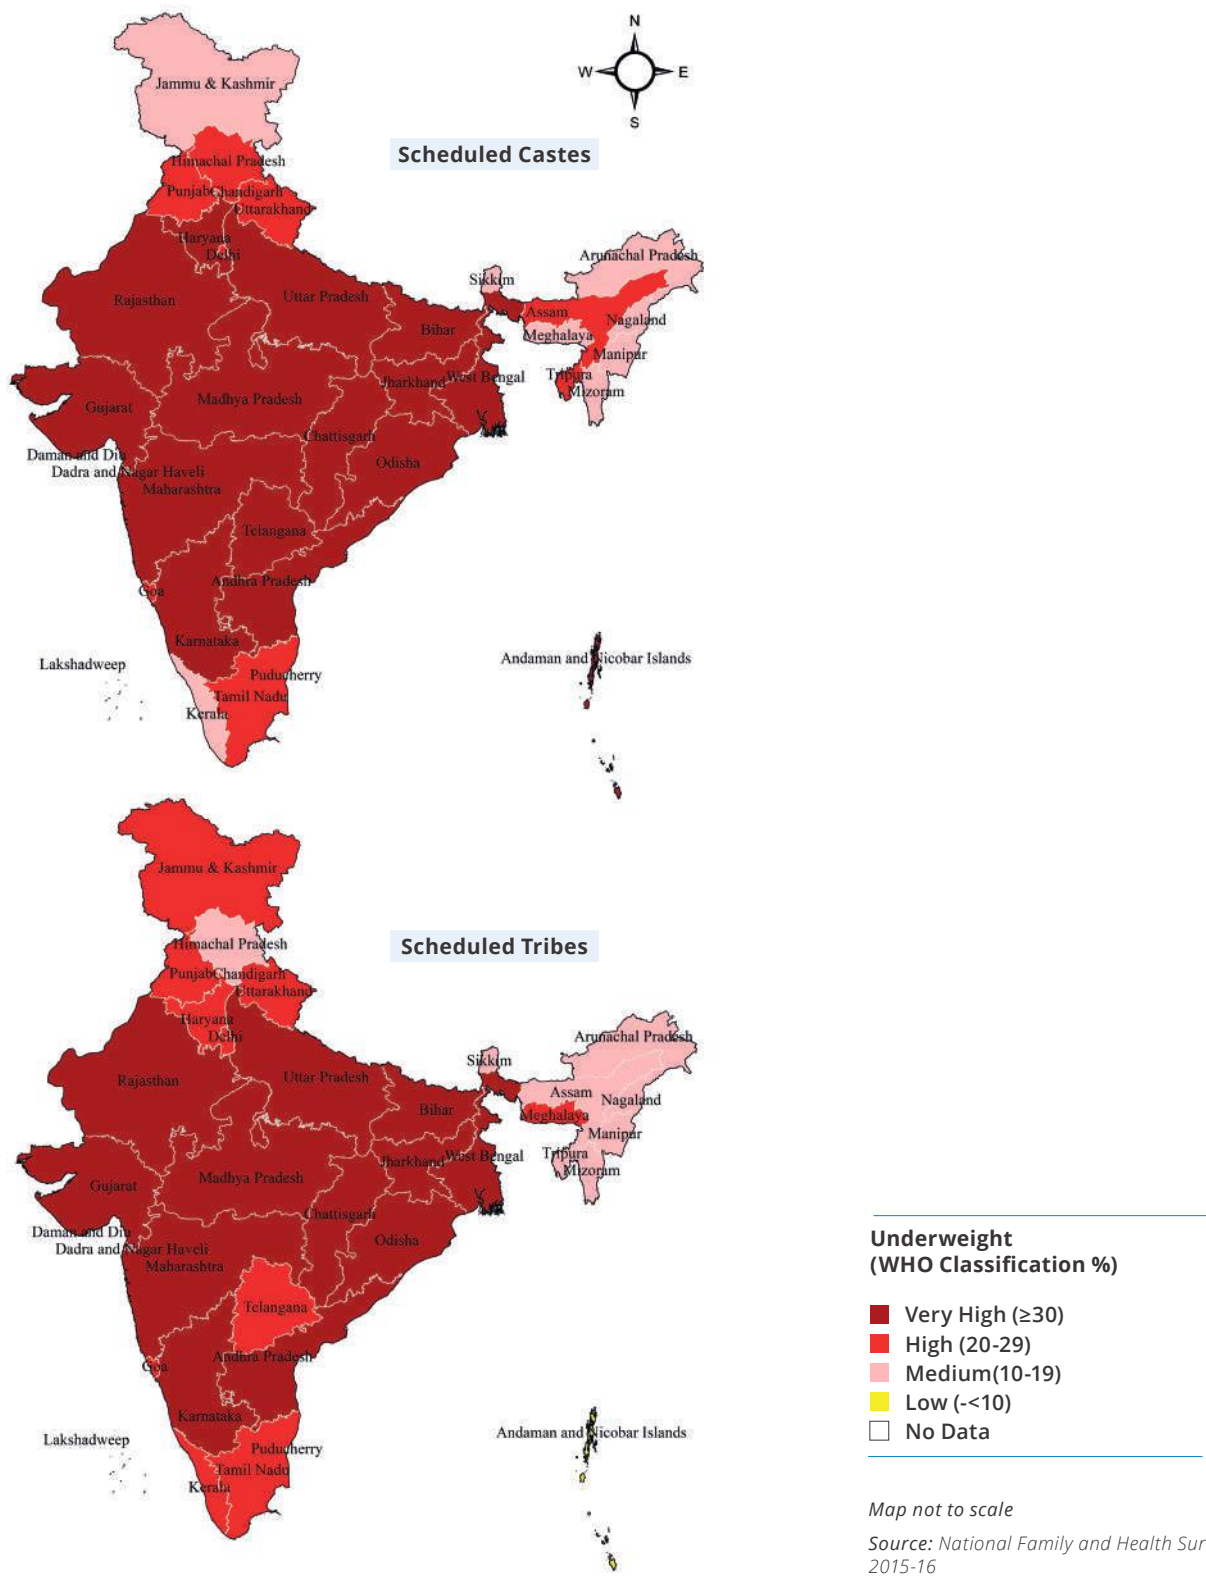 N
W E
S
Jammu & Kashmir
Scheduled Castes
Himachal Pradesh
Punjab Chandigarh
Uttarakhand
Haryana
Delhi
Arunachal Pradesh
Sikkim
Rajasthan
Uttar Pradesh
Assam
Nagaland
Bihar
Meghalaya
Manipur
Tripura
Mizoram
Jharkhand West Bengal
Gujarat
Madhya Pradesh
Chattisgarh
Daman and Diu
Odisha
Dadra and Nagar Haveli
Maharashtra
Telangana
Andhra Pradesh
Goa
Karnataka
Lakshadweep
Andaman and Nicobar Islands
Puducherry
Tamil Nadu
Kerala
Jammu & Kashmir
Scheduled Tribes
Himachal Pradesh
Punjab Chandigarh
Uttarakhand
Haryana
Delhi
Arunachal Pradesh
Sikkim
Rajasthan
Uttar Pradesh
Assam
Nagaland
Bihar
Meghalaya
Manipur
Tripura
Mizoram
Jharkhand West Bengal
Gujarat
Madhya Pradesh
Chattisgarh
Daman and Diu
Odisha
Dadra and Nagar Haveli
Maharashtra
Telangana
Andhra Pradesh
Goa
Karnataka
Lakshadweep
Andaman and Nicobar Islands
Puducherry
Tamil Nadu
Kerala
Underweight
(WHO Classification %)
Very High (≥30)
High (20-29)
Medium(10-19)
Low (-<10)
No Data
Map not to scale
Source: National Family and Health Sur
2015-16